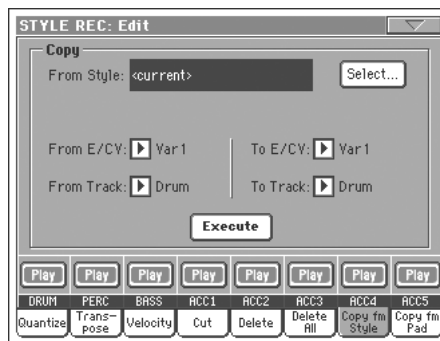 STYLE REC: Edit
Copy
From Style: <current> Select...
From E/CV: Var1 To E/CV: Var1
From Track: Drum To Track: Drum
Execute
Play Play Play Play Play Play Play Play
DRUM PERC BASS ACC1 ACC2 ACC3 ACC4 ACC5
Quantize Trans- Velocity Cut Delete Delete Copy fm Copy fm
pose All Style Pad